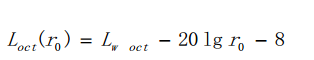 L_oct(r_0) = L_w oct − 20 lg r_0 − 8